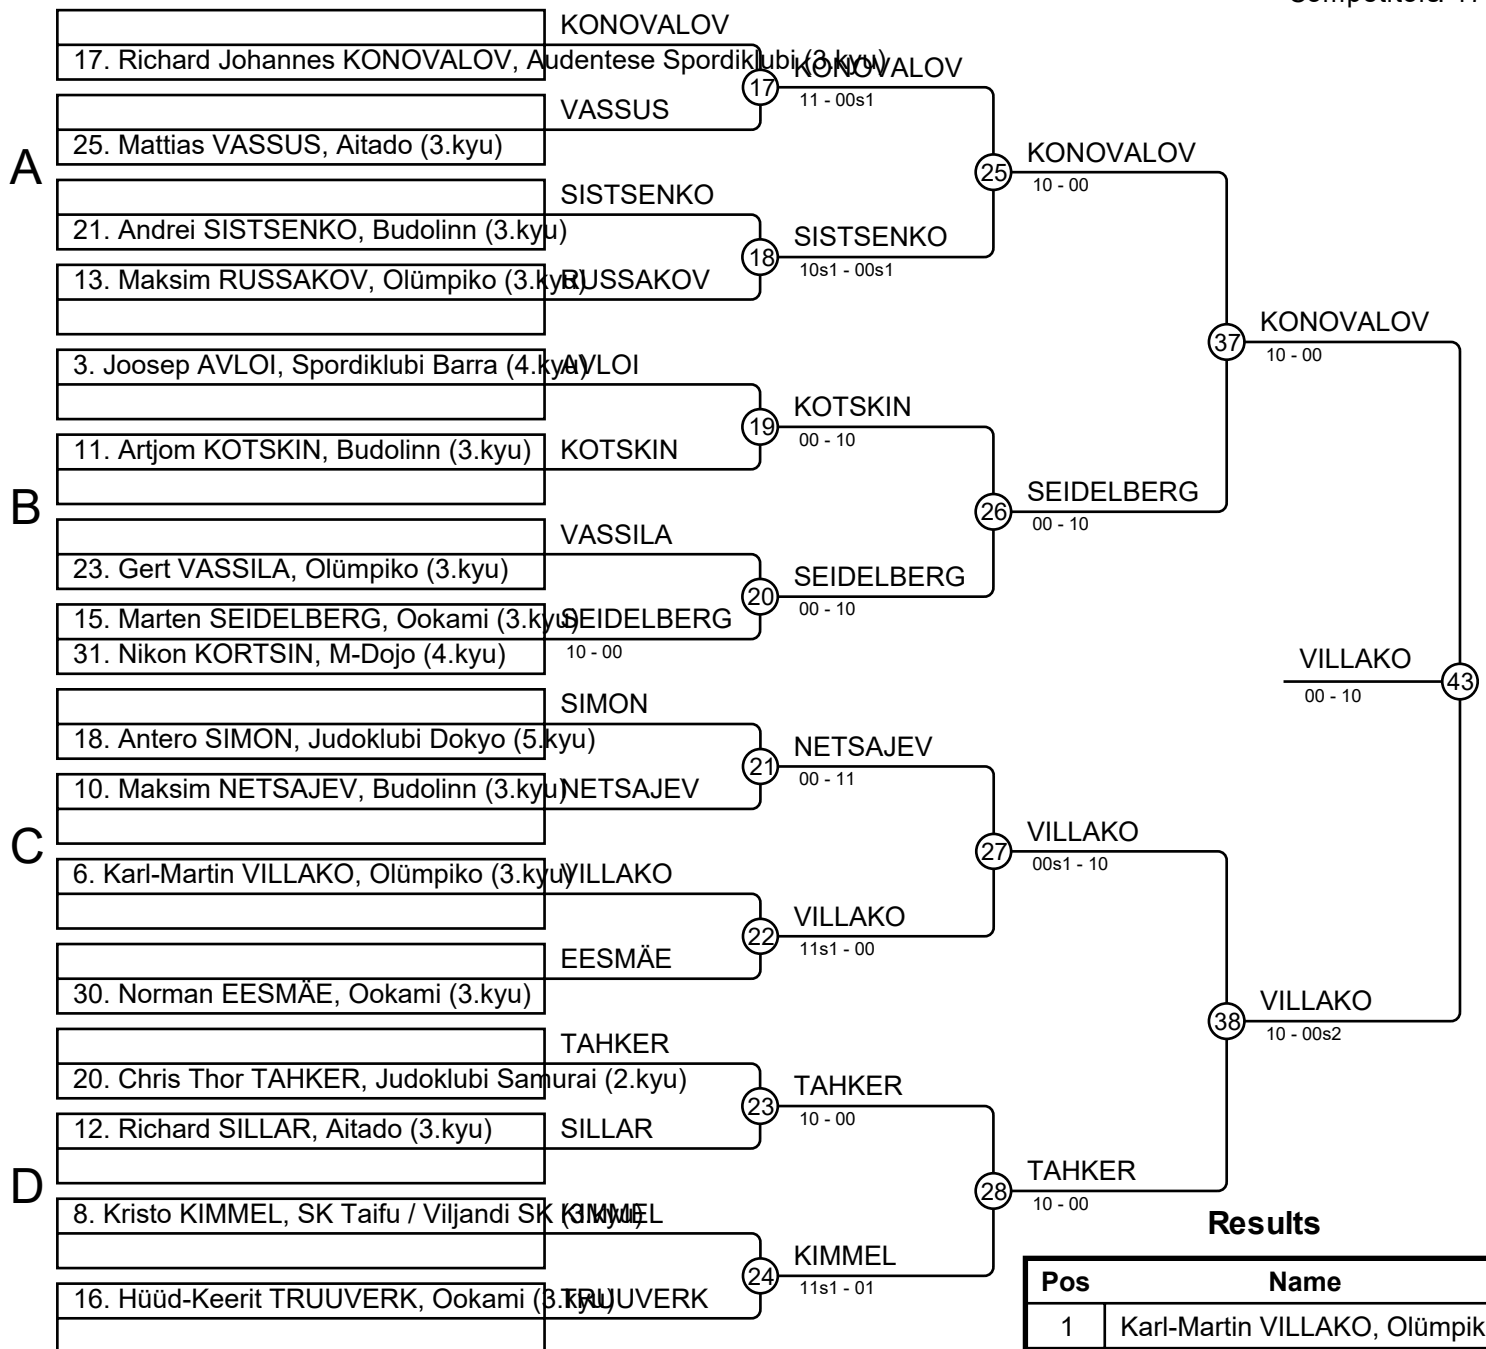 KONOVALOV
17. Richard Johannes KONOVALOV, Audentese Spordiklubi (3.kyu)
17
KONOVALOV
11 - 00s1
VASSUS
25. Mattias VASSUS, Aitado (3.kyu)
A
25
KONOVALOV
10 - 00
SISTSENKO
21. Andrei SISTSENKO, Budolinn (3.kyu)
18
SISTSENKO
10s1 - 00s1
13. Maksim RUSSAKOV, Olümpiko (3.kyu)
RUSSAKOV
37
KONOVALOV
10 - 00
3. Joosep AVLOI, Spordiklubi Barra (4.kyu)
AVLOI
19
KOTSKIN
00 - 10
11. Artjom KOTSKIN, Budolinn (3.kyu)
KOTSKIN
B
26
SEIDELBERG
00 - 10
VASSILA
23. Gert VASSILA, Olümpiko (3.kyu)
20
SEIDELBERG
00 - 10
15. Marten SEIDELBERG, Ookami (3.kyu)
SEIDELBERG
31. Nikon KORTSIN, M-Dojo (4.kyu)
10 - 00
VILLAKO
43
00 - 10
SIMON
18. Antero SIMON, Judoklubi Dokyo (5.kyu)
21
NETSAJEV
00 - 11
10. Maksim NETSAJEV, Budolinn (3.kyu)
NETSAJEV
C
27
VILLAKO
00s1 - 10
6. Karl-Martin VILLAKO, Olümpiko (3.kyu)
VILLAKO
22
VILLAKO
11s1 - 00
EESMÄE
30. Norman EESMÄE, Ookami (3.kyu)
38
VILLAKO
10 - 00s2
TAHKER
20. Chris Thor TAHKER, Judoklubi Samurai (2.kyu)
23
TAHKER
10 - 00
12. Richard SILLAR, Aitado (3.kyu)
SILLAR
D
28
TAHKER
10 - 00
8. Kristo KIMMEL, SK Taifu / Viljandi SK (3.kyu)
KIMMEL
24
KIMMEL
11s1 - 01
16. Hüüd-Keerit TRUUVERK, Ookami (3.kyu)
TRUUVERK
Results
Pos Name
1 Karl-Martin VILLAKO, Olümpik